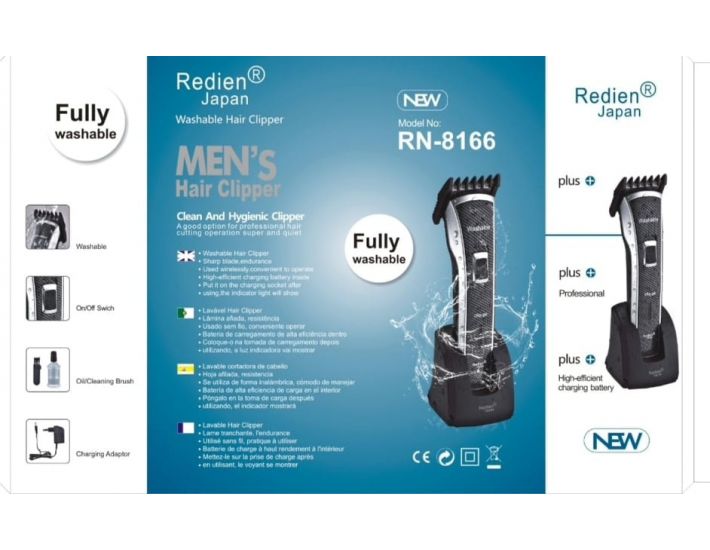 Fully
washable
Washable
On/Off Swich
Oil/Cleaning Brush
Charging Adaptor
Redien®
Japan
Washable Hair Clipper
MEN'S
Hair Clipper
Clean And Hygienic Clipper
A good option for professional hair
cutting operation super and quiet
• Washable Hair Clipper
• Sharp blade,endurance
• Used wirelessly,convenient to operate
• High-efficient charging battery inside
• Put it on the charging socket after
• using,the indicator light will show
• Lavável Hair Clipper
• Lâmina afiada, resistência
• Usado sem fio, conveniente operar
• Bateria de carregamento de alta eficiência dentro
• Coloque-o na tomada de carregamento depois
• utilizando, a luz indicadora vai mostrar
• Lavable cortadora de cabello
• Hoja afilada, resistencia
• Se utiliza de forma inalámbrica, cómodo de manejar
• Batería de alta eficiencia de carga en el interior
• Póngalo en la toma de carga después
• utilizando, el indicador mostrará
• Lavable Hair Clipper
• Lame tranchante, l'endurance
• Utilisé sans fil, pratique à utiliser
• Batterie de charge à haut rendement à l'intérieur
• Mettez-le sur la prise de charge après
• en utilisant, le voyant se montrer
NEW
Model No:
RN-8166
Fully
washable
Washable
Redien
CE
Redien®
Japan
plus
plus
Professional
plus
High-efficient
charging battery
Washable
Redien
NEW